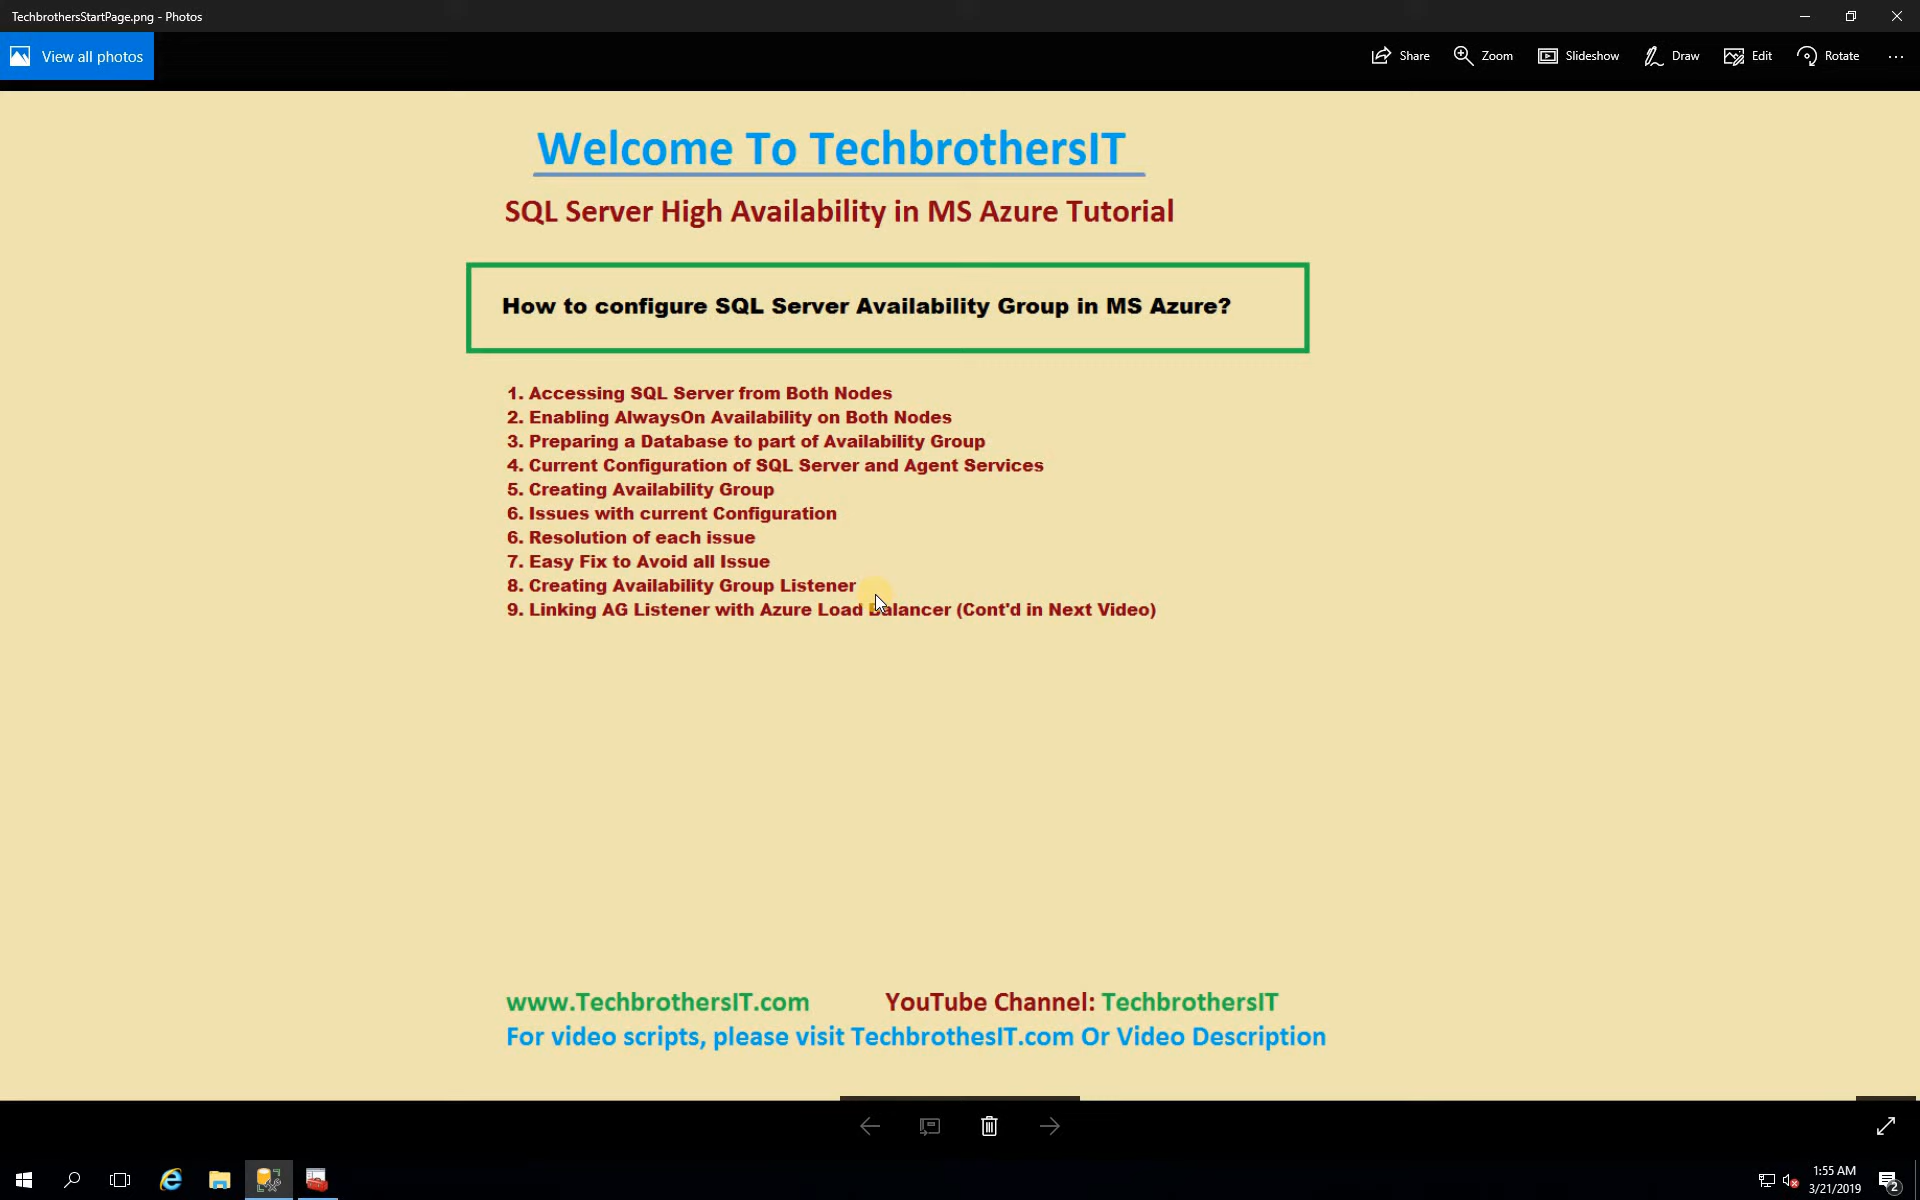 TechbrothersStartPage.png - Photos
View all photos
Share
Zoom
Slideshow
Draw
Edit
Rotate
Welcome To TechbrothersIT
SQL Server High Availability in MS Azure Tutorial
How to configure SQL Server Availability Group in MS Azure?
1. Accessing SQL Server from Both Nodes
2. Enabling AlwaysOn Availability on Both Nodes
3. Preparing a Database to part of Availability Group
4. Current Configuration of SQL Server and Agent Services
5. Creating Availability Group
6. Issues with current Configuration
6. Resolution of each issue
7. Easy Fix to Avoid all Issue
8. Creating Availability Group Listener
9. Linking AG Listener with Azure Load Balancer (Cont'd in Next Video)
www.TechbrothersIT.com YouTube Channel: TechbrothersIT
For video scripts, please visit TechbrothesIT.com Or Video Description
1:55 AM
3/21/2019
2